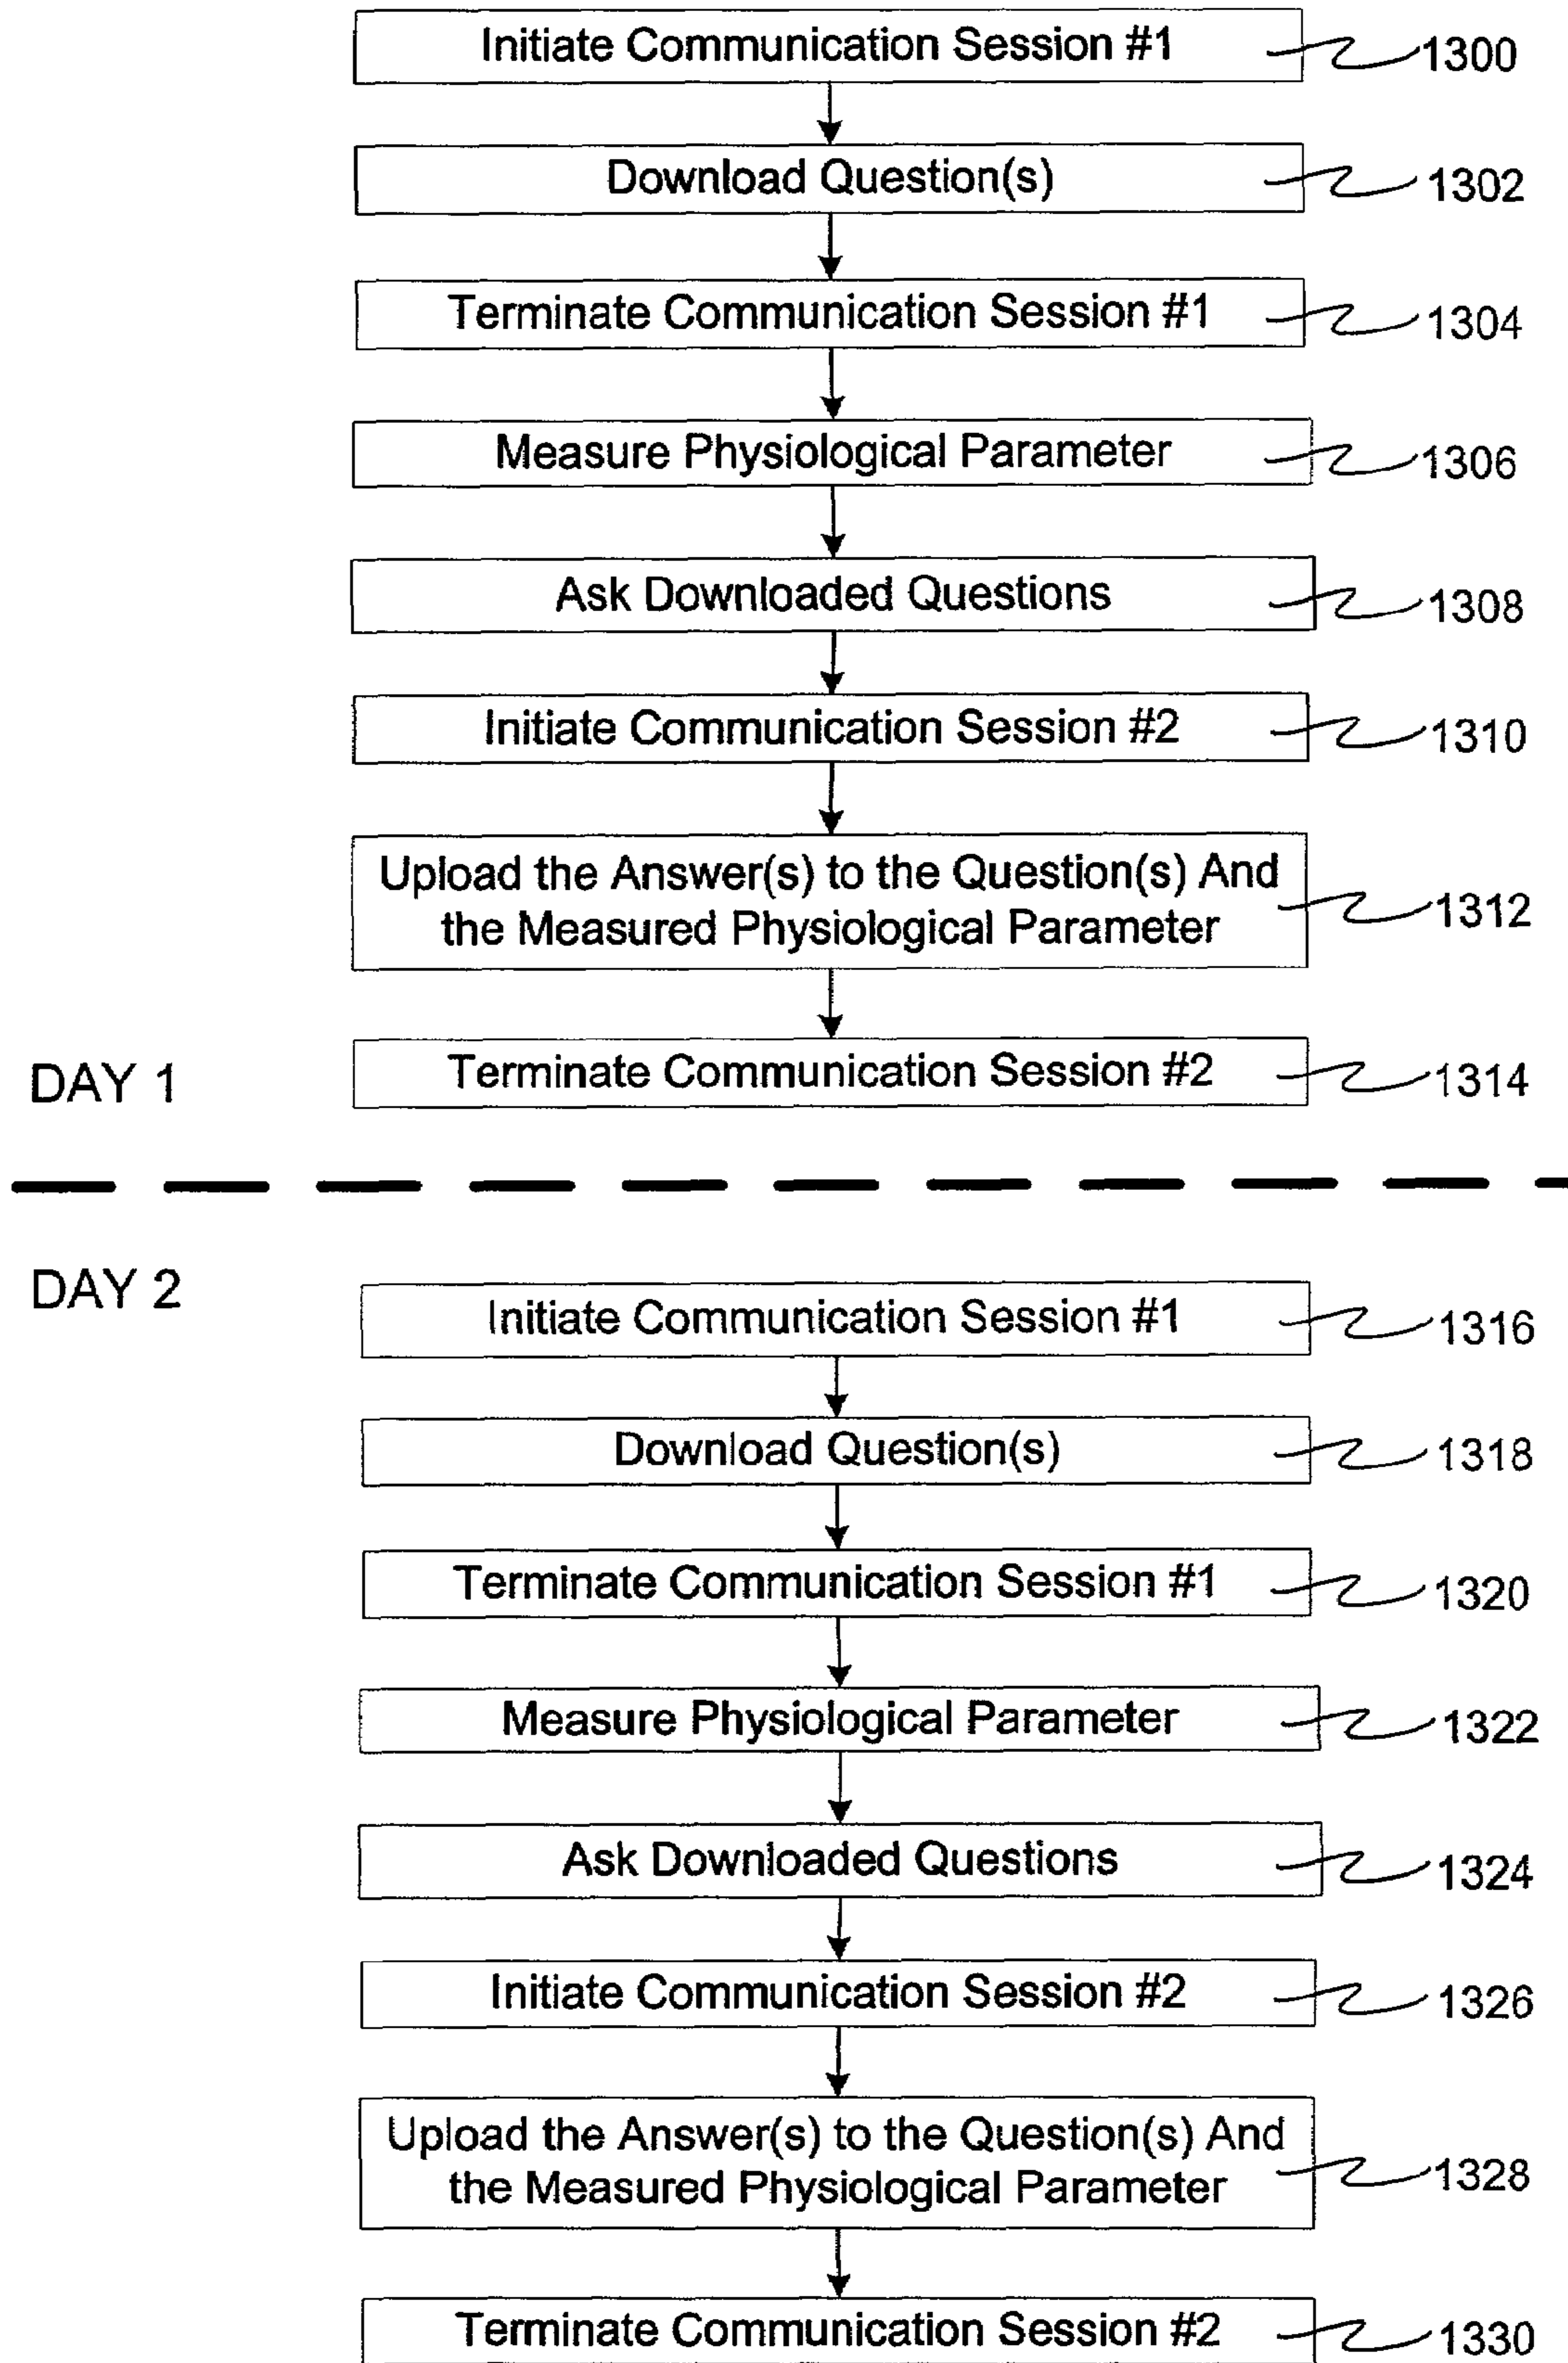 Initiate Communication Session #1
1300
Download Question(s)
1302
Terminate Communication Session #1
1304
Measure Physiological Parameter
1306
Ask Downloaded Questions
1308
Initiate Communication Session #2
1310
Upload the Answer(s) to the Question(s) And
the Measured Physiological Parameter
1312
DAY 1
Terminate Communication Session #2
1314
DAY 2
Initiate Communication Session #1
1316
Download Question(s)
1318
Terminate Communication Session #1
1320
Measure Physiological Parameter
1322
Ask Downloaded Questions
1324
Initiate Communication Session #2
1326
Upload the Answer(s) to the Question(s) And
the Measured Physiological Parameter
1328
Terminate Communication Session #2
1330